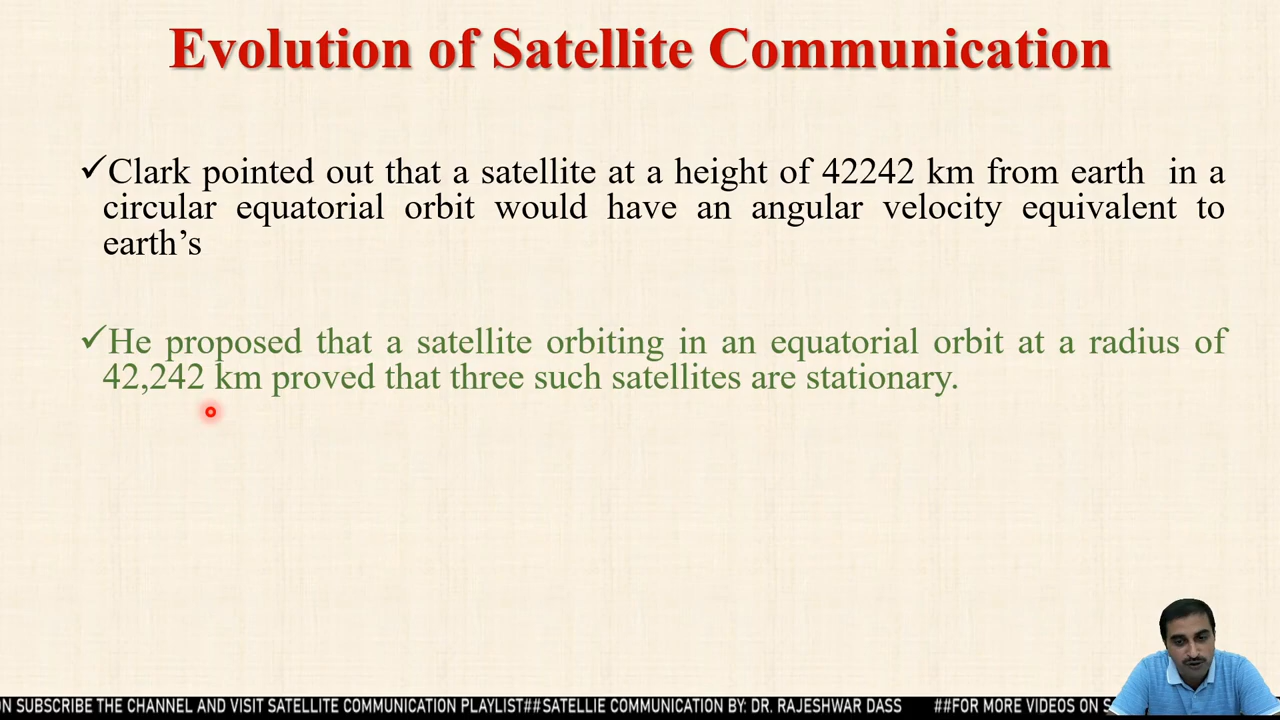 Evolution of Satellite Communication
✓Clark pointed out that a satellite at a height of 42242 km from earth in a
circular equatorial orbit would have an angular velocity equivalent to
earth’s
✓He proposed that a satellite orbiting in an equatorial orbit at a radius of
42,242 km proved that three such satellites are stationary.
ON SUBSCRIBE THE CHANNEL AND VISIT SATELLITE COMMUNICATION PLAYLIST##SATELLIE COMMUNICATION BY: DR. RAJESHWAR DASS ##FOR MORE VIDEOS ON S